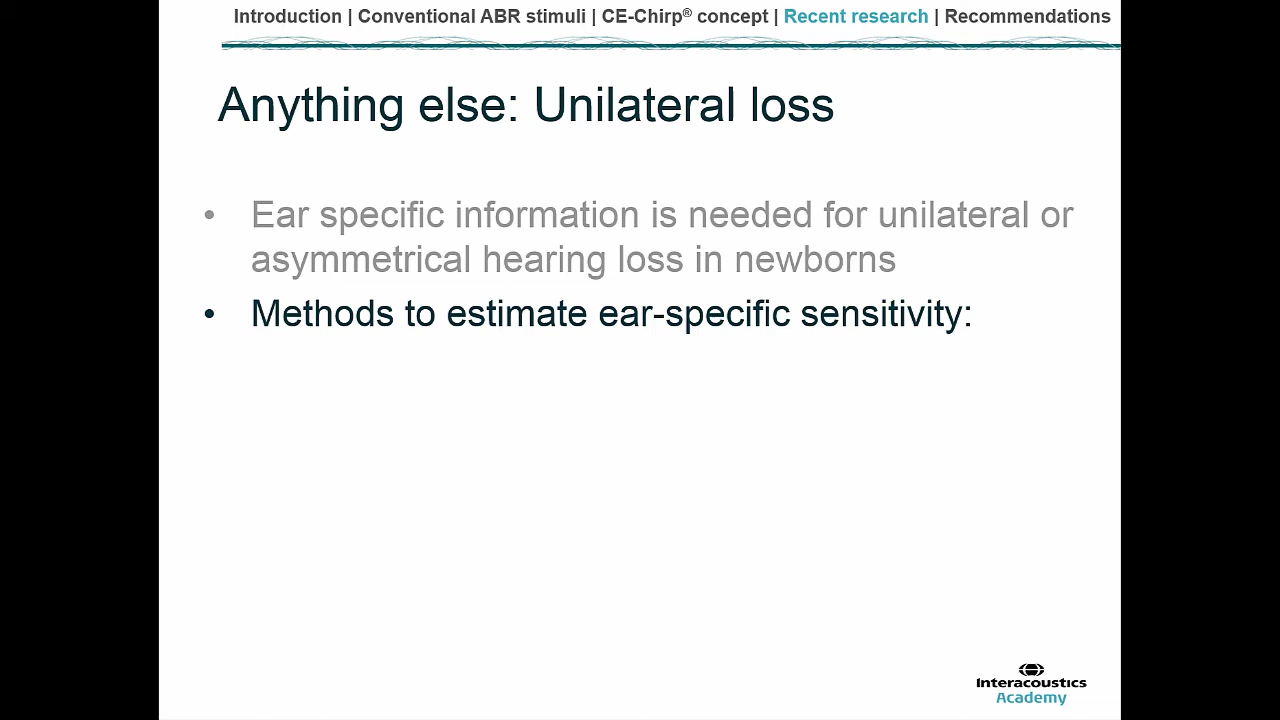 Introduction | Conventional ABR stimuli | CE-Chirp® concept | Recent research | Recommendations
Anything else: Unilateral loss
• Ear specific information is needed for unilateral or
asymmetrical hearing loss in newborns
• Methods to estimate ear-specific sensitivity:
Interacoustics
Academy